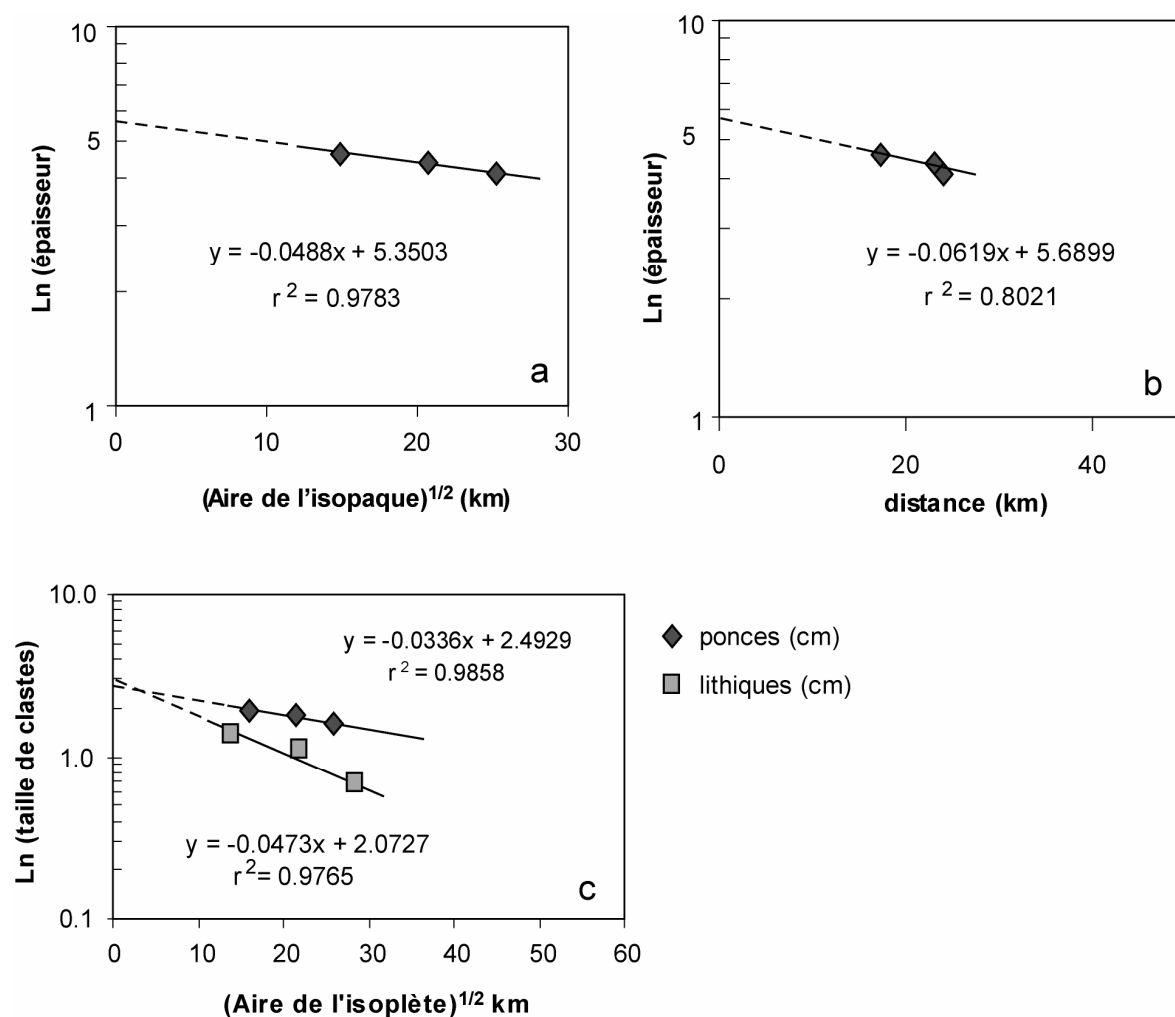 10
5
1
Ln (épaisseur)
y = -0.0488x + 5.3503
r 2 = 0.9783
a
0 10 20 30
(Aire de l'isopaque)1/2 (km)
10
5
1
Ln (épaisseur)
y = -0.0619x + 5.6899
r 2 = 0.8021
b
0 20 40
distance (km)
10.0
1.0
0.1
Ln (taille de clastes)
y = -0.0336x + 2.4929
r 2 = 0.9858
y = -0.0473x + 2.0727
r 2= 0.9765
c
0 10 20 30 40 50 60
(Aire de l'isoplète)1/2 km
ponces (cm)
lithiques (cm)